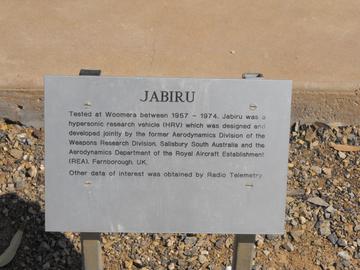 JABIRU
Tested at Woomera between 1957 - 1974. Jabiru was a
hypersonic research vehicle (HRV) which was designed and
developed jointly by the former Aerodynamics Division of the
Weapons Research Division, Salisbury South Australia and the
Aerodynamics Department of the Royal Aircraft Establishment
(REA), Farnborough, UK.
Other data of interest was obtained by Radio Telemetry